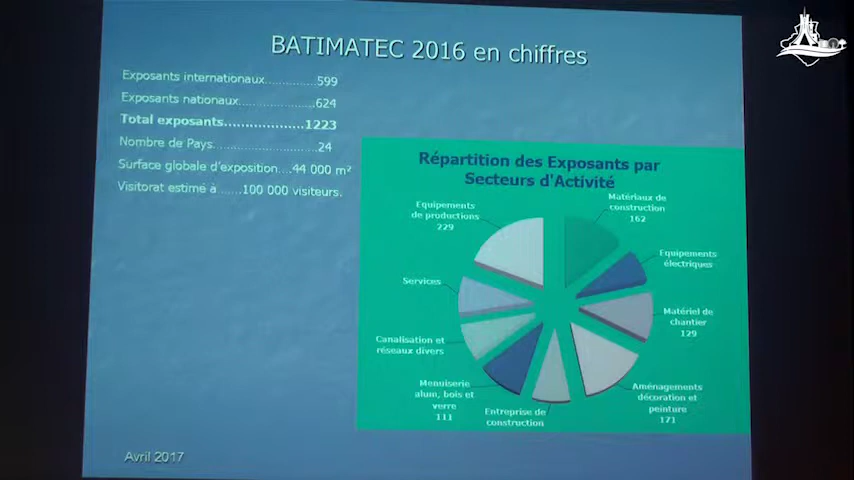 BATIMATEC 2016 en chiffres
Exposants internationaux.............599
Exposants nationaux......................624
Total exposants....................1223
Nombre de Pays..........................24
Surface globale d'exposition....44 000 m²
Visitorat estimé à ......100 000 visiteurs.
Répartition des Exposants par
Secteurs d'Activité
Matériaux de
construction
162
Equipements
électriques
Matériel de
chantier
129
Aménagements
décoration et
peinture
171
Entreprise de
construction
Menuiserie
alum, bois et
verre
111
Canalisation et
réseaux divers
Services
Equipements
de productions
229
Avril 2017